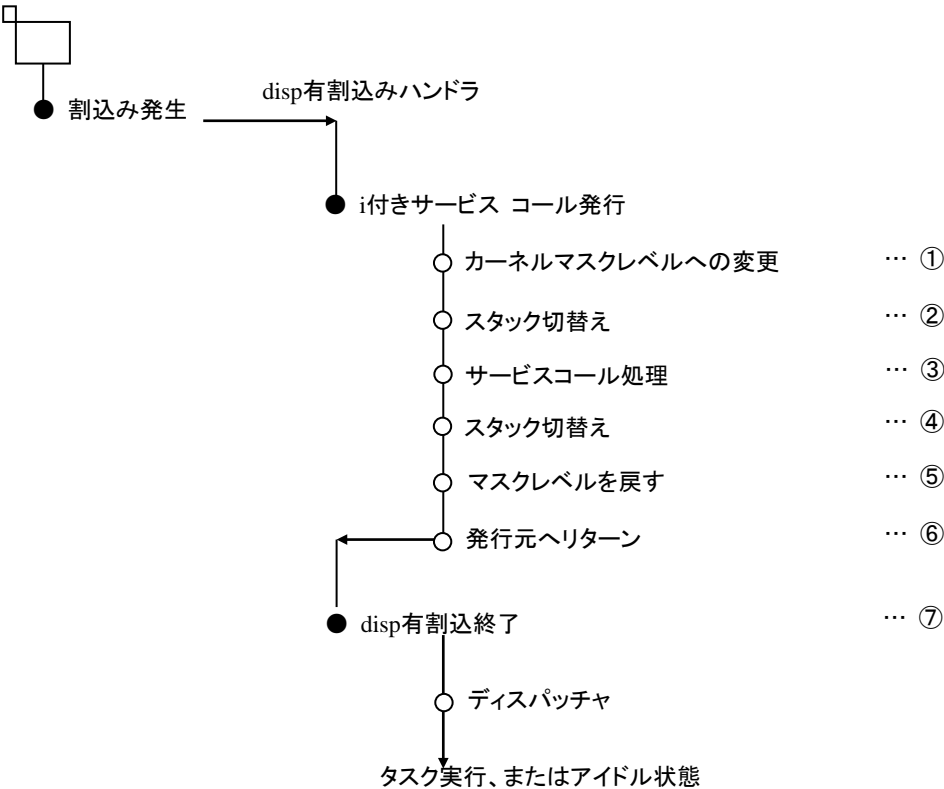 disp有割込みハンドラ
割込み発生
i付きサービス コール発行
カーネルマスクレベルへの変更 … ①
スタック切替え … ②
サービスコール処理 … ③
スタック切替え … ④
マスクレベルを戻す … ⑤
発行元へリターン … ⑥
disp有割込終了 … ⑦
ディスパッチャ
タスク実行、またはアイドル状態